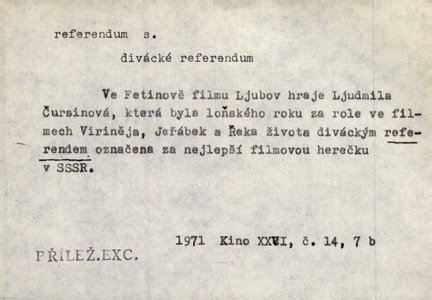 referendum s.
divácké referendum
Ve Fetinově filmu Ljubov hraje Ljudmila
Čursinová, která byla loňského roku za role ve fil-
mech Viriněja, Jeřábek a Řeka života diváckým refe-
rendem označena za nejlepší filmovou herečku
v SSSR.
1971 Kino XXVI, č. 14, 7 b
PŘÍLEŽ.EXC.